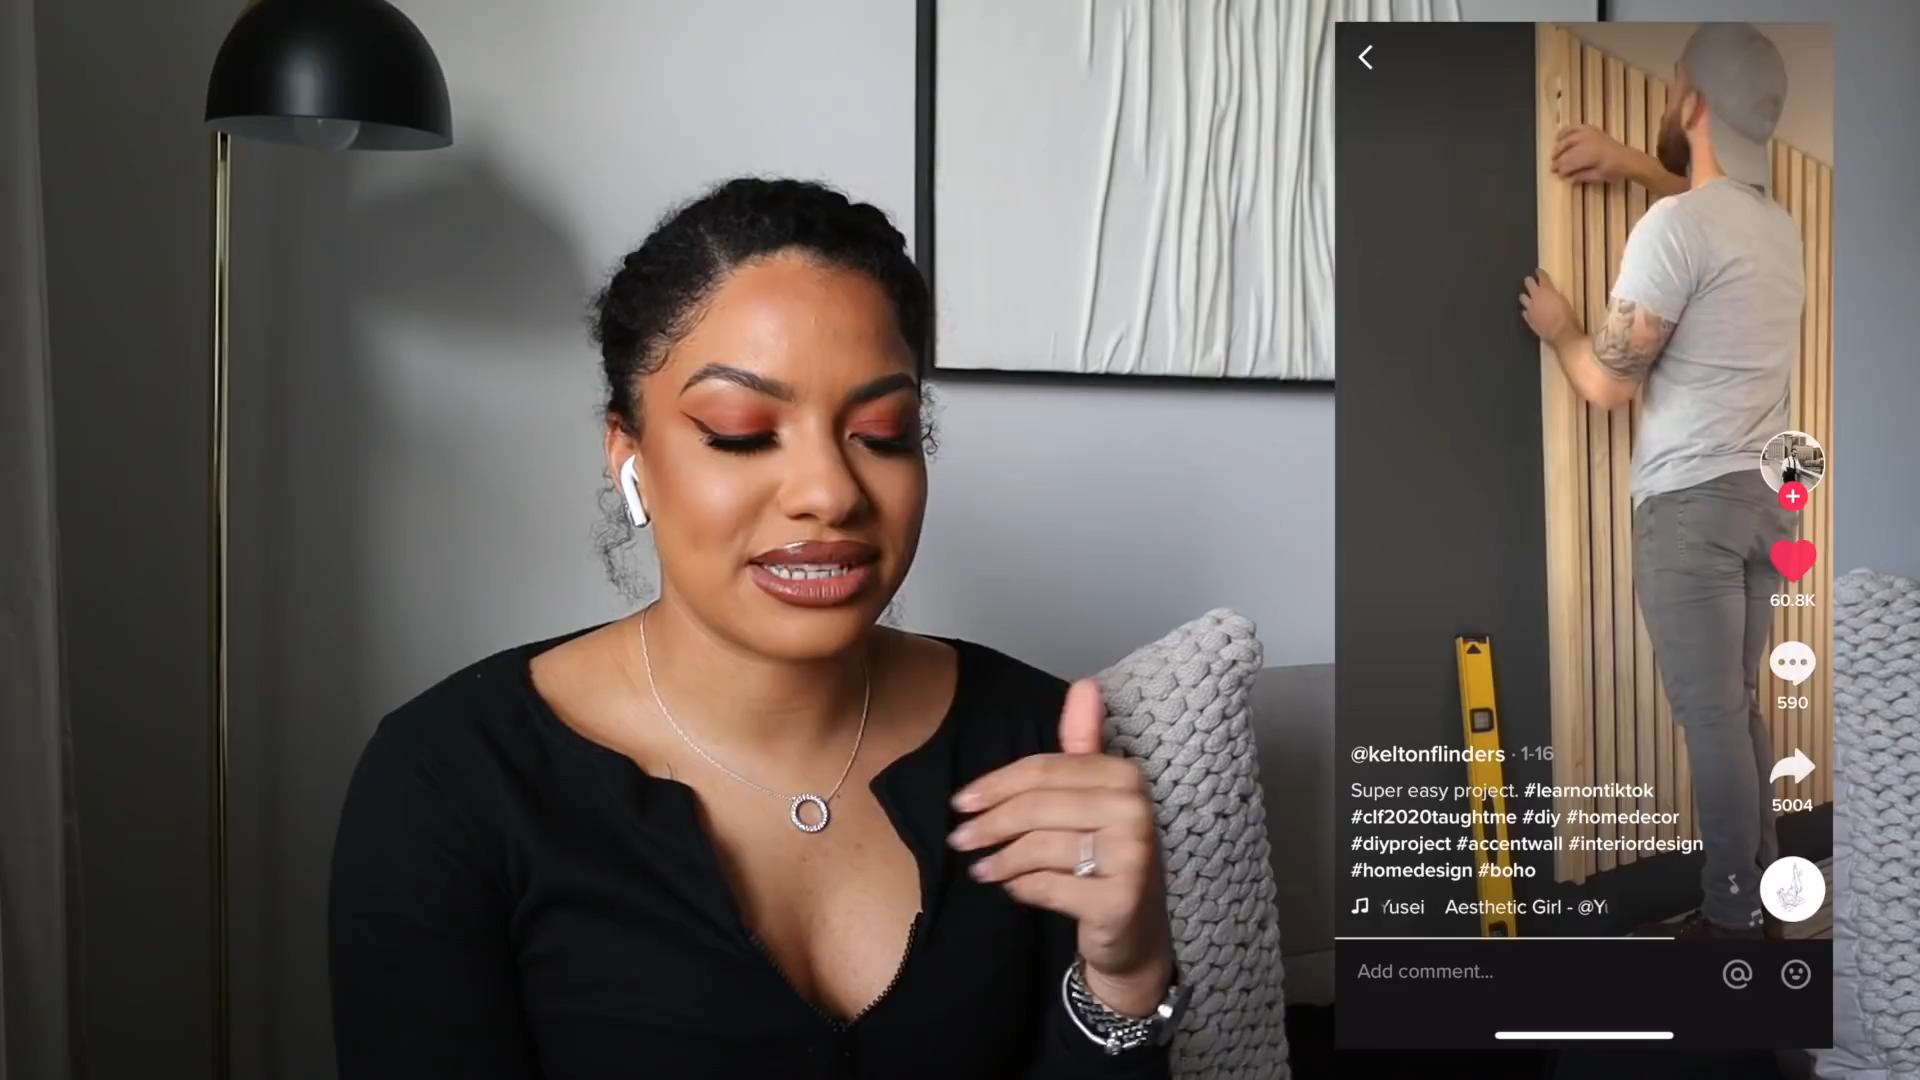 60.8K
590
@keltonflinders · 1-16
Super easy project. #learnontiktok
#clf2020taughtme #diy #homedecor
#diyproject #accentwall #interiordesign
#homedesign #boho
5004
Yusei Aesthetic Girl - @Y
Add comment...